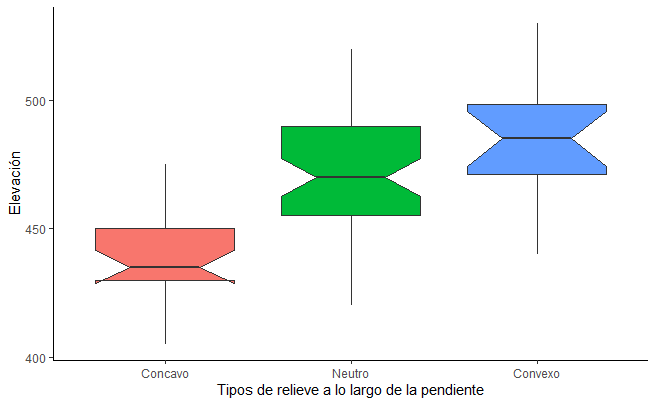 Elevación
500
450
400
Concavo
Neutro
Convexo
Tipos de relieve a lo largo de la pendiente